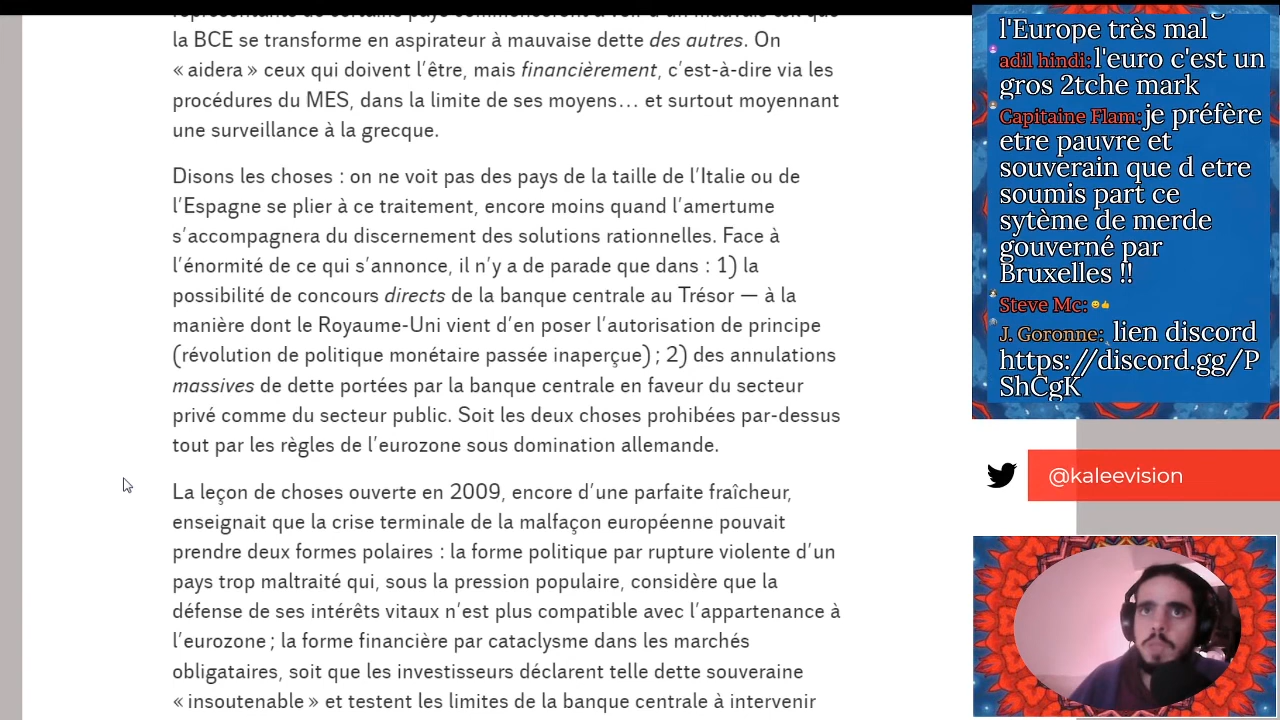 la BCE se transforme en aspirateur à mauvaise dette des autres. On
« aidera » ceux qui doivent l’être, mais financièrement, c’est-à-dire via les
procédures du MES, dans la limite de ses moyens… et surtout moyennant
une surveillance à la grecque.
Disons les choses : on ne voit pas des pays de la taille de l’Italie ou de
l’Espagne se plier à ce traitement, encore moins quand l’amertume
s’accompagnera du discernement des solutions rationnelles. Face à
l’énormité de ce qui s’annonce, il n’y a de parade que dans : 1) la
possibilité de concours directs de la banque centrale au Trésor — à la
manière dont le Royaume-Uni vient d’en poser l’autorisation de principe
(révolution de politique monétaire passée inaperçue) ; 2) des annulations
massives de dette portées par la banque centrale en faveur du secteur
privé comme du secteur public. Soit les deux choses prohibées par-dessus
tout par les règles de l’eurozone sous domination allemande.
La leçon de choses ouverte en 2009, encore d’une parfaite fraîcheur,
enseignait que la crise terminale de la malfaçon européenne pouvait
prendre deux formes polaires : la forme politique par rupture violente d’un
pays trop maltraité qui, sous la pression populaire, considère que la
défense de ses intérêts vitaux n’est plus compatible avec l’appartenance à
l’eurozone ; la forme financière par cataclysme dans les marchés
obligataires, soit que les investisseurs déclarent telle dette souveraine
« insoutenable » et testent les limites de la banque centrale à intervenir
l'Europe très mal
adil hindi: l'euro c'est un
gros 2tche mark
Capitaine Flam: je préfère
etre pauvre et
souverain que d etre
soumis part ce
sytème de merde
gouverné par
Bruxelles !!
Steve Mc:
J. Goronne: lien discord
https://discord.gg/P
ShCgK
@kaleevision